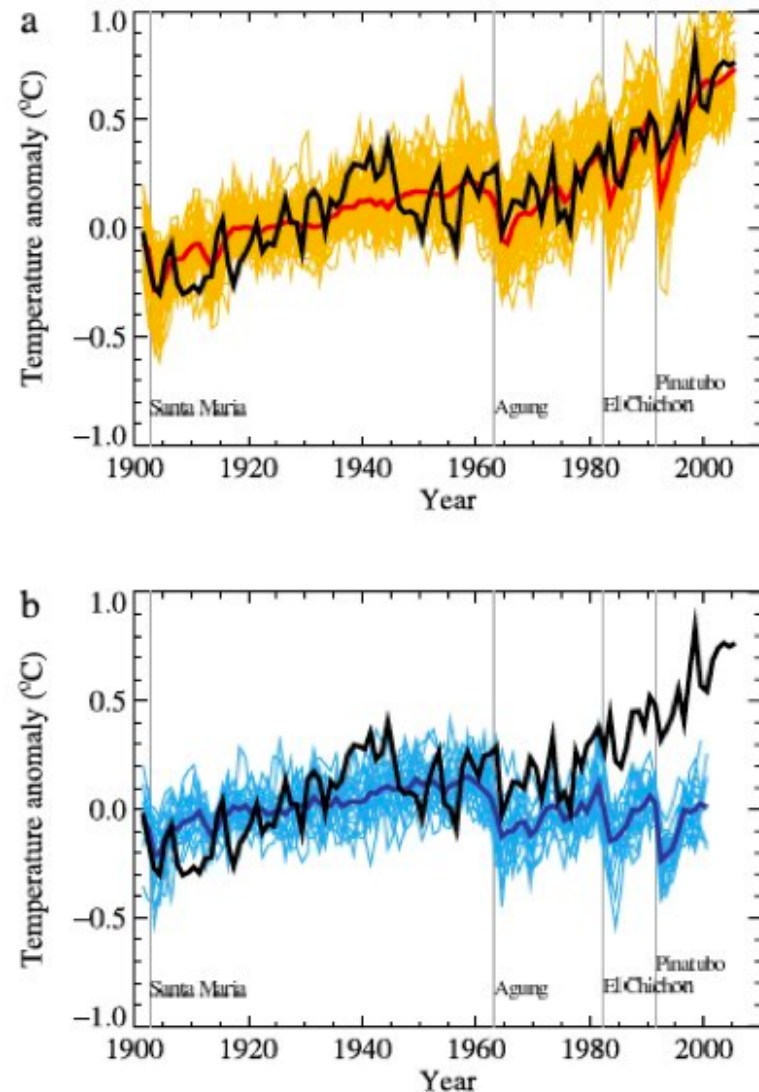 a
Temperature anomaly (°C)
1.0
0.5
0.0
−0.5
−1.0
Santa Maria
Agung
El Chichon
Pinatubo
1900 1920 1940 1960 1980 2000
Year
b
Temperature anomaly (°C)
1.0
0.5
0.0
−0.5
−1.0
Santa Maria
Agung
El Chichon
Pinatubo
1900 1920 1940 1960 1980 2000
Year